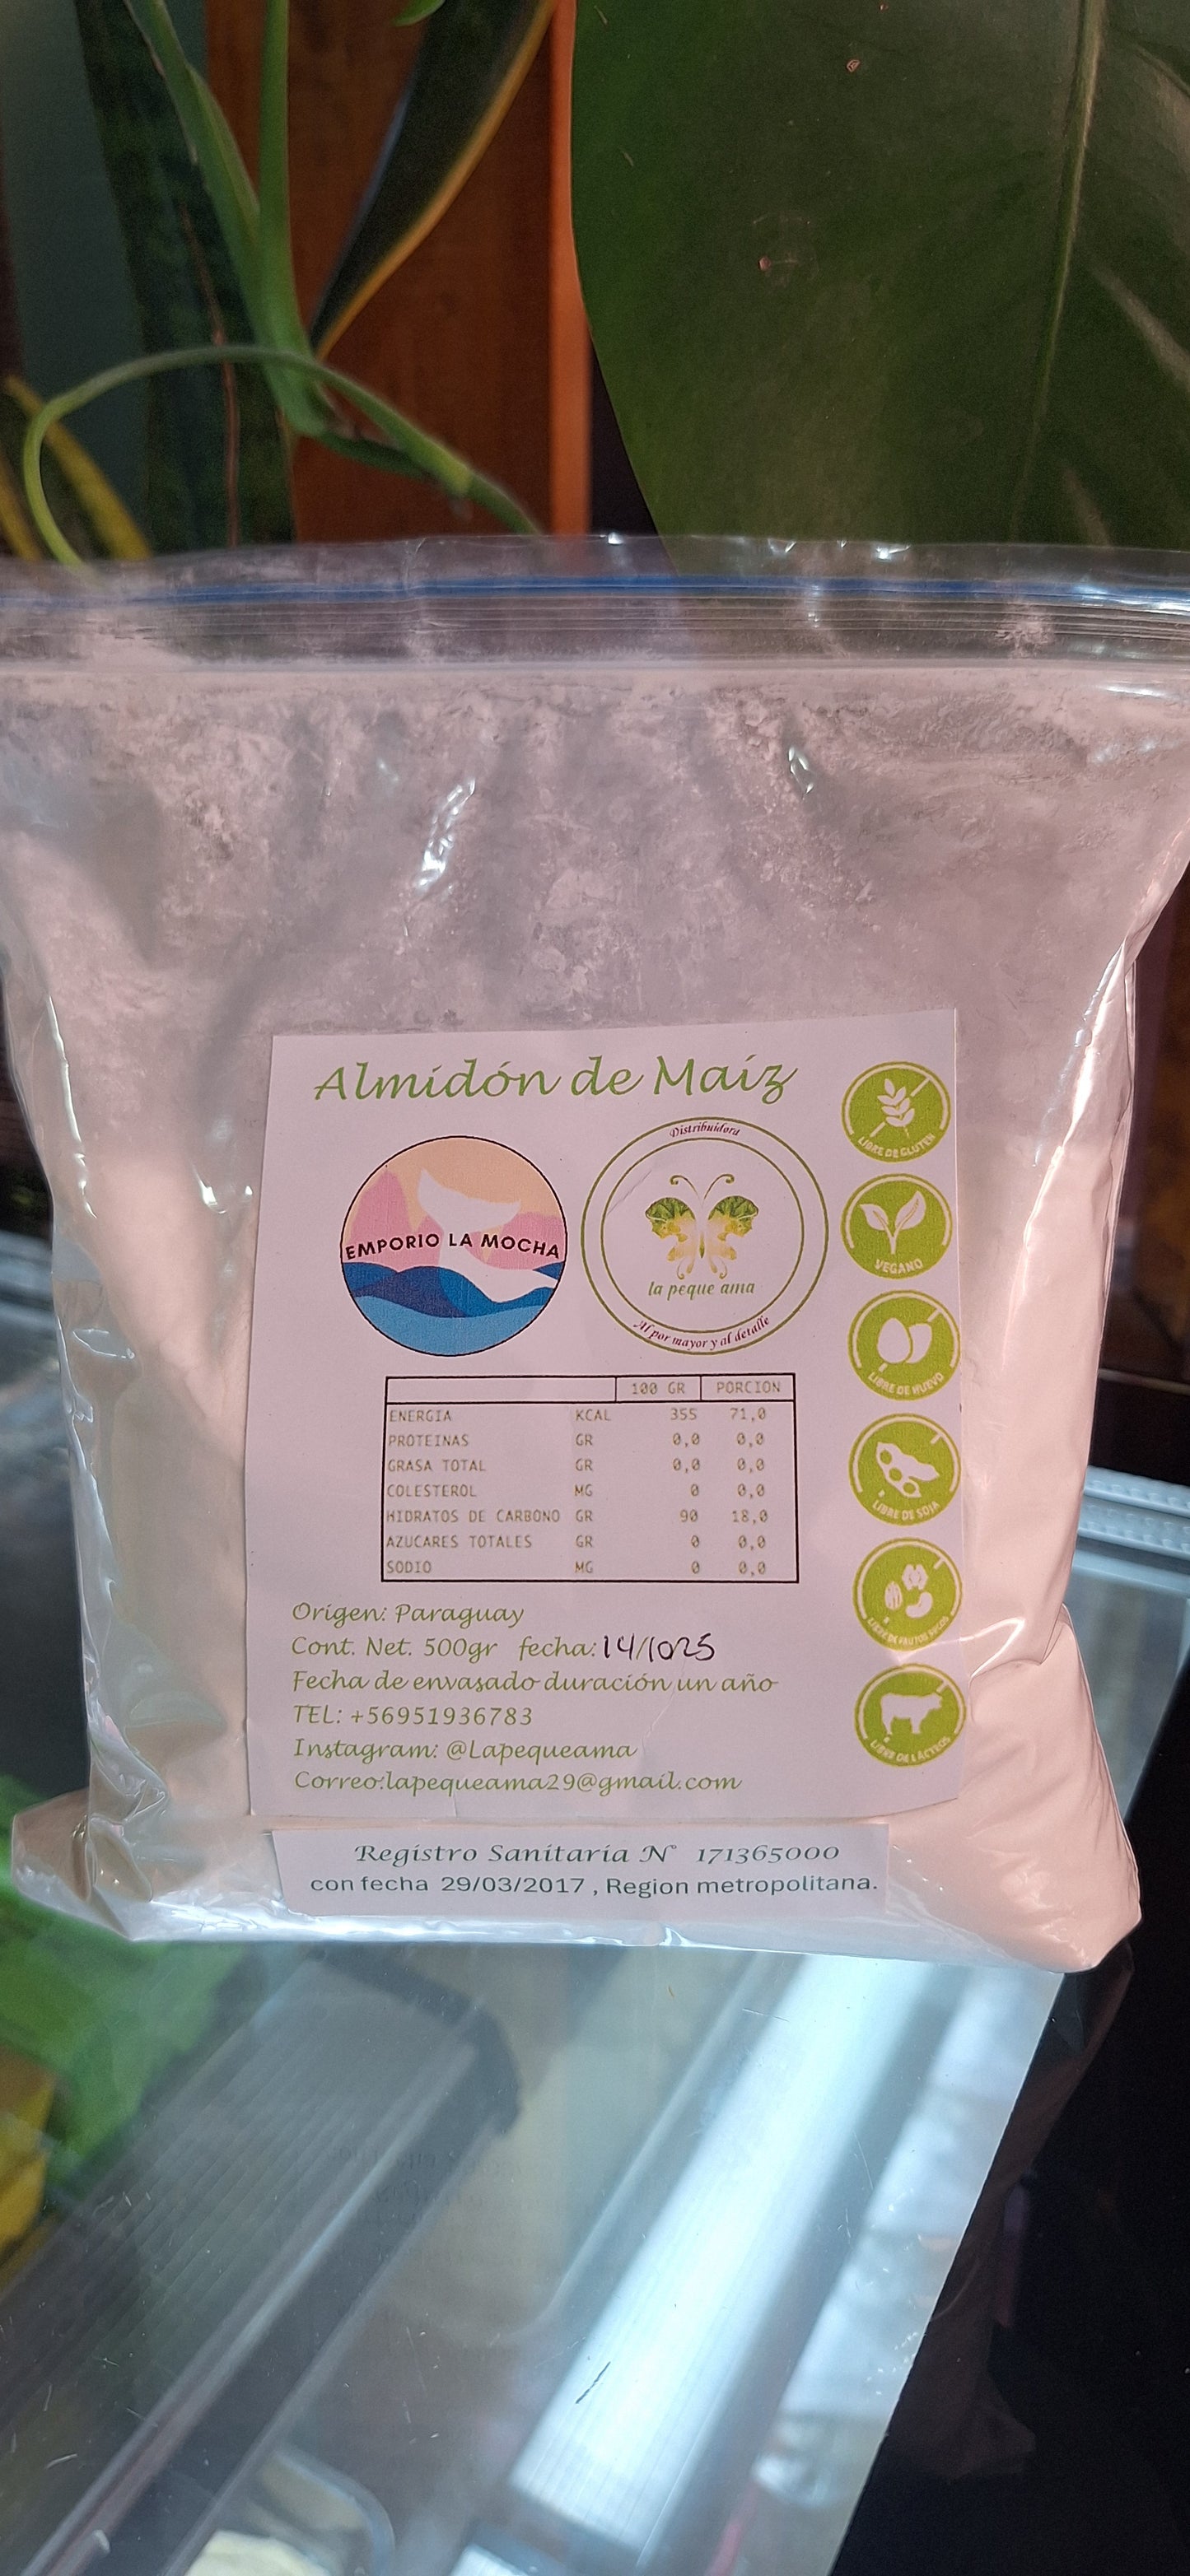 Almidón de Maíz
EMPORIO LA MOCHA
Distribuidora
la peque ama
Al por mayor y al detalle
LIBRE DE GLUTEN
VEGANO
LIBRE DE HUEVO
LIBRE DE SOJA
LIBRE DE FRUTOS SECOS
LIBRE DE LÁCTEOS
100 GR PORCION
ENERGIA KCAL 355 71,0
PROTEINAS GR 0,0 0,0
GRASA TOTAL GR 0,0 0,0
COLESTEROL MG 0 0,0
HIDRATOS DE CARBONO GR 90 18,0
AZUCARES TOTALES GR 0 0,0
SODIO MG 0 0,0
Origen: Paraguay
Cont. Net. 500gr fecha: 14/1025
Fecha de envasado duración un año
TEL: +56951936783
Instagram: @Lapequeama
Correo:lapequeama29@gmail.com
Registro Sanitaria N° 171365000
con fecha 29/03/2017 , Region metropolitana.